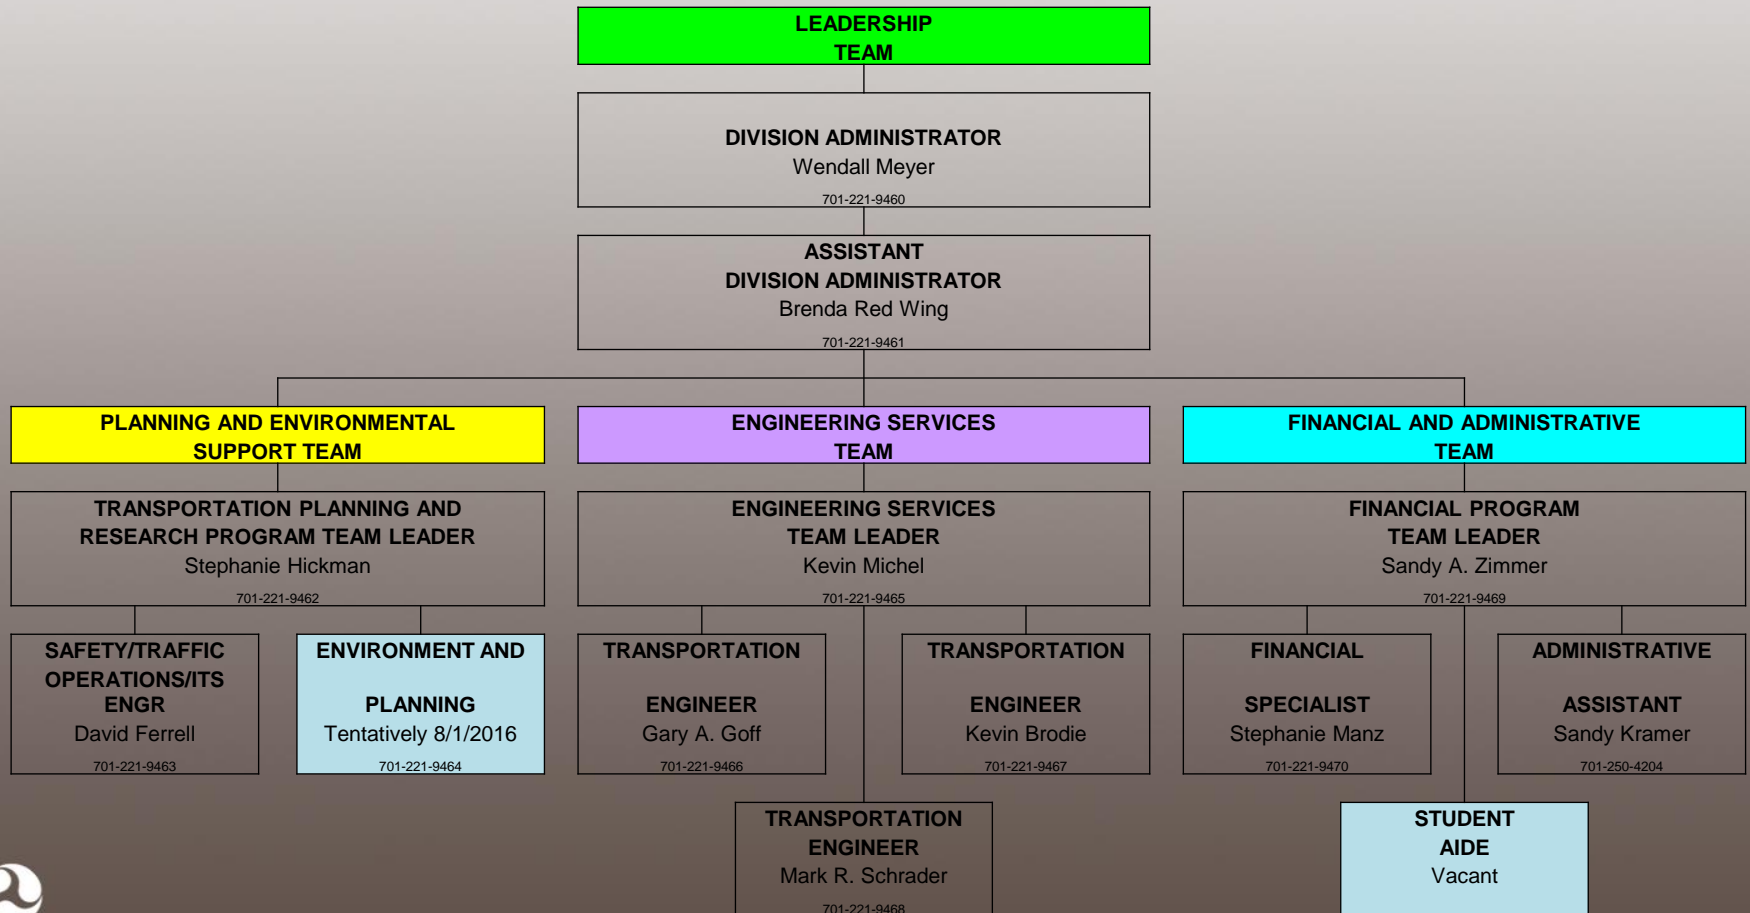 LEADERSHIP
TEAM
DIVISION ADMINISTRATOR
Wendall Meyer
701-221-9460
ASSISTANT
DIVISION ADMINISTRATOR
Brenda Red Wing
701-221-9461
PLANNING AND ENVIRONMENTAL
SUPPORT TEAM
ENGINEERING SERVICES
TEAM
FINANCIAL AND ADMINISTRATIVE
TEAM
TRANSPORTATION PLANNING AND
RESEARCH PROGRAM TEAM LEADER
Stephanie Hickman
701-221-9462
ENGINEERING SERVICES
TEAM LEADER
Kevin Michel
701-221-9465
FINANCIAL PROGRAM
TEAM LEADER
Sandy A. Zimmer
701-221-9469
SAFETY/TRAFFIC
OPERATIONS/ITS
ENGR
David Ferrell
701-221-9463
ENVIRONMENT AND
PLANNING
Tentatively 8/1/2016
701-221-9464
TRANSPORTATION
ENGINEER
Gary A. Goff
701-221-9466
TRANSPORTATION
ENGINEER
Kevin Brodie
701-221-9467
FINANCIAL
SPECIALIST
Stephanie Manz
701-221-9470
ADMINISTRATIVE
ASSISTANT
Sandy Kramer
701-250-4204
TRANSPORTATION
ENGINEER
Mark R. Schrader
701-221-9468
STUDENT
AIDE
Vacant